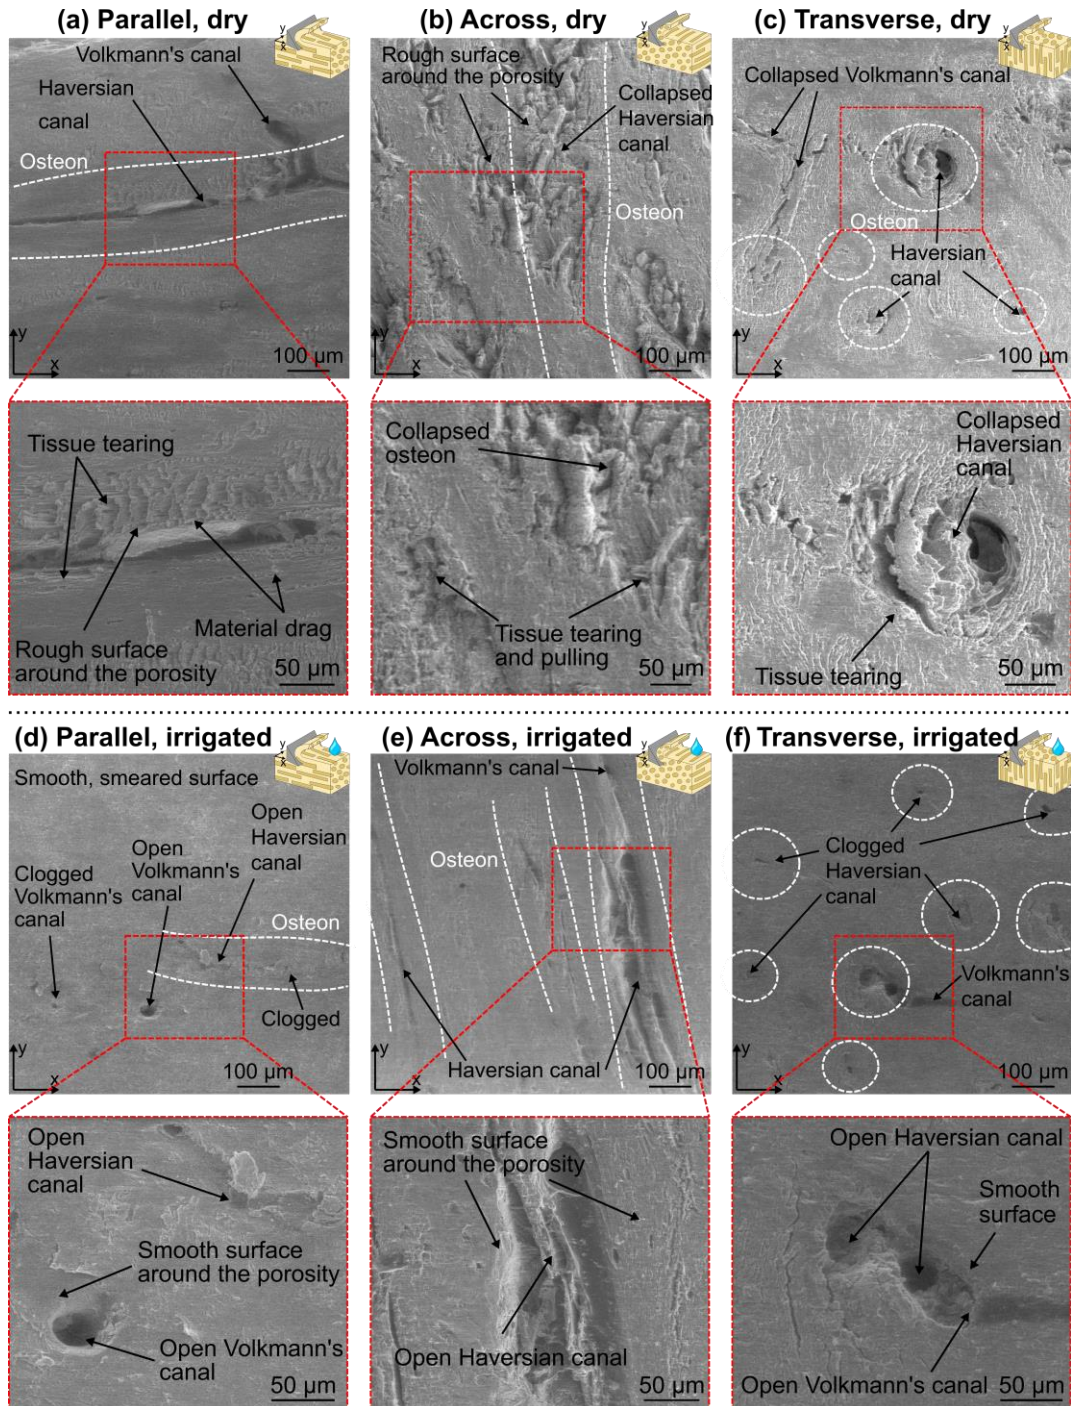 (a) Parallel, dry
y
x
Volkmann's canal
Haversian
canal
Osteon
y
x
100 µm
Tissue tearing
Material drag
Rough surface
around the porosity
50 µm
(b) Across, dry
y
x
Rough surface
around the porosity
Collapsed
Haversian
canal
Osteon
y
x
100 µm
Collapsed
osteon
Tissue tearing
and pulling
50 µm
(c) Transverse, dry
y
x
Collapsed Volkmann's canal
Osteon
Haversian
canal
y
x
100 µm
Collapsed
Haversian
canal
Tissue tearing
50 µm
(d) Parallel, irrigated
y
x
Smooth, smeared surface
Open
Haversian
canal
Open
Volkmann's
canal
Clogged
Volkmann's
canal
Osteon
Clogged
y
x
100 µm
Open
Haversian
canal
Smooth surface
around the porosity
Open Volkmann's
canal
50 µm
(e) Across, irrigated
y
x
Volkmann's canal
Osteon
Haversian canal
y
x
100 µm
Smooth surface
around the porosity
Open Haversian canal
50 µm
(f) Transverse, irrigated
y
x
Clogged
Haversian
canal
Volkmann's
canal
y
x
100 µm
Open Haversian canal
Smooth
surface
Open Volkmann's canal
50 µm